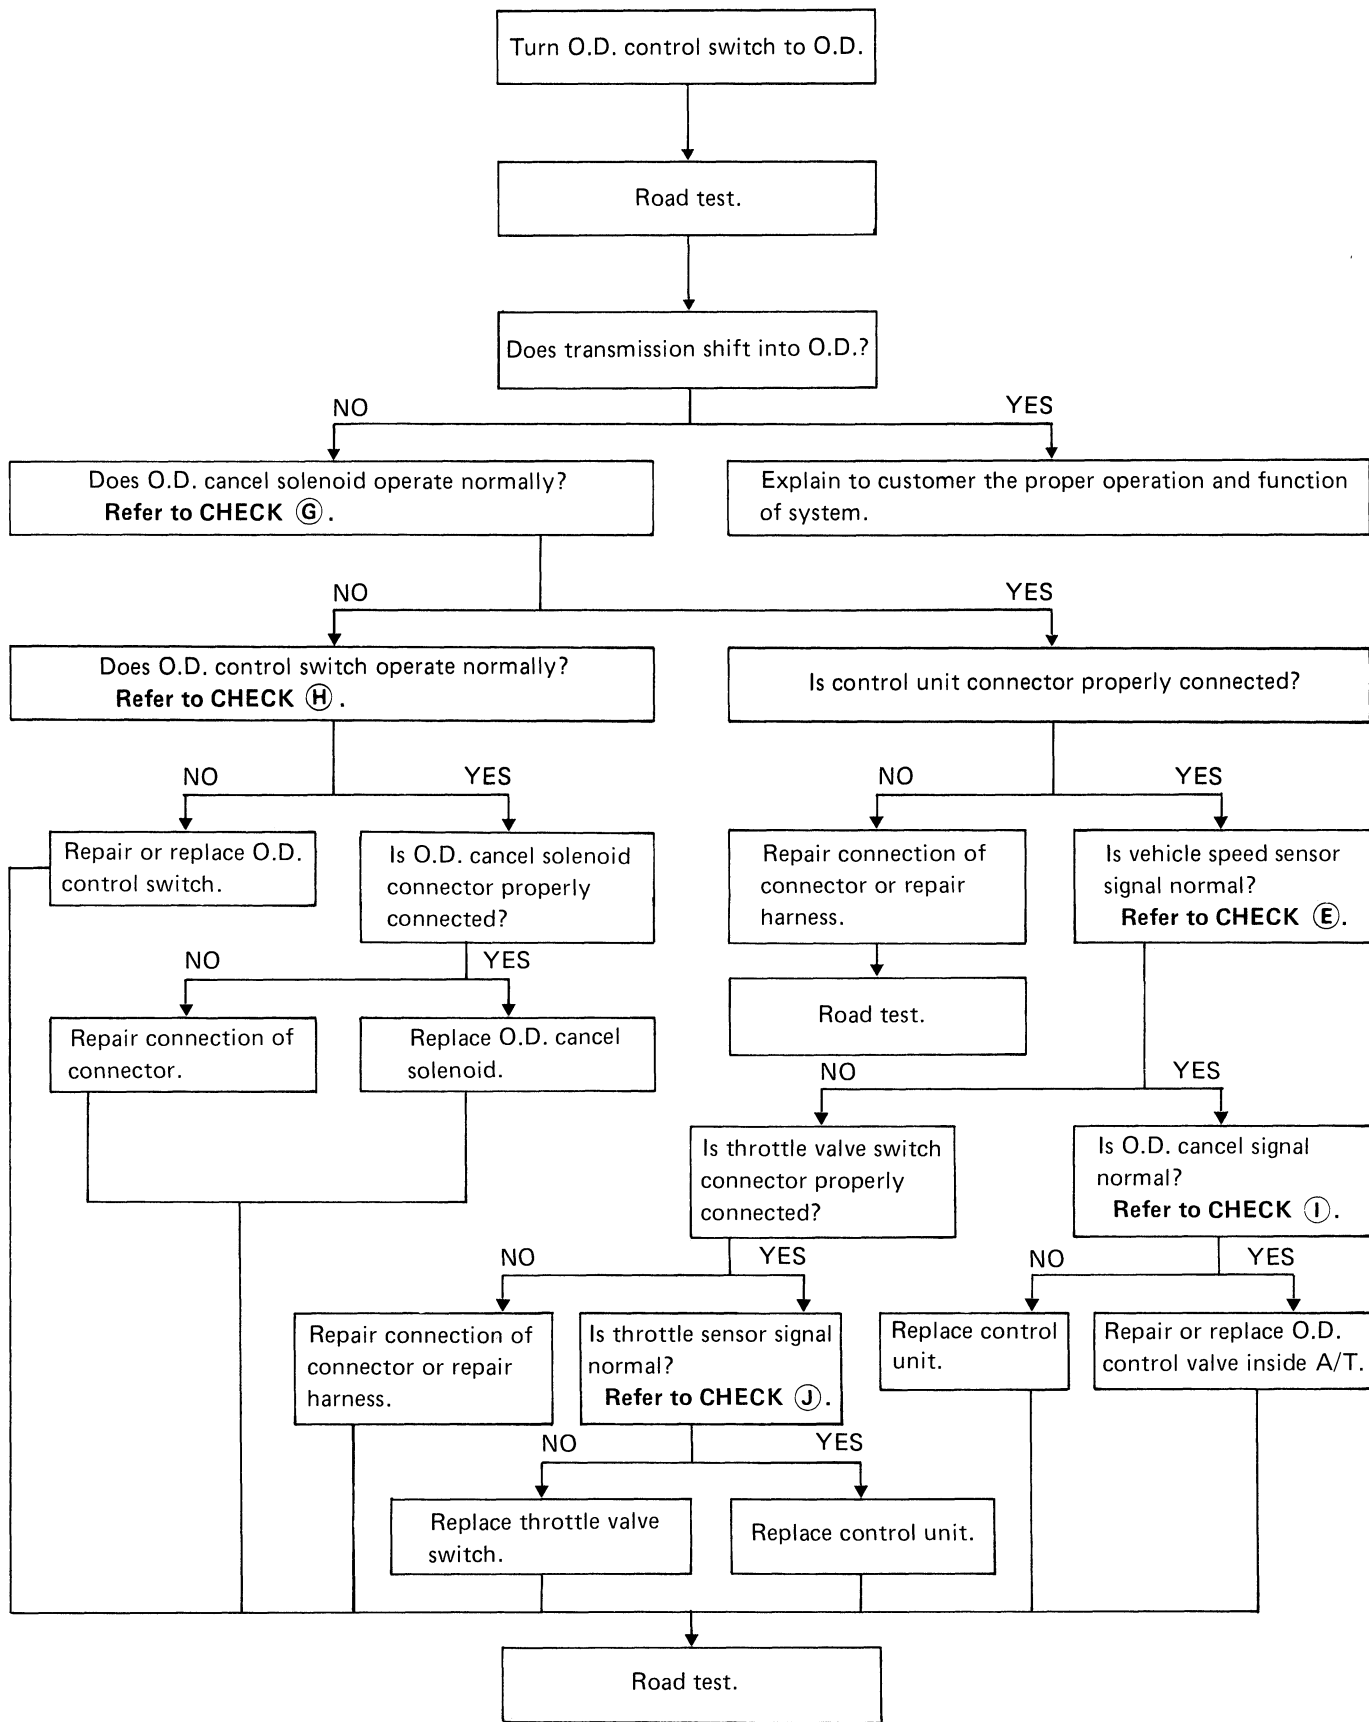 Turn O.D. control switch to O.D.
Road test.
Does transmission shift into O.D.?
NO
YES
Does O.D. cancel solenoid operate normally?
Refer to CHECK Ⓖ.
Explain to customer the proper operation and function
of system.
NO
YES
Does O.D. control switch operate normally?
Refer to CHECK Ⓗ.
Is control unit connector properly connected?
NO
YES
NO
YES
Repair or replace O.D.
control switch.
Is O.D. cancel solenoid
connector properly
connected?
Repair connection of
connector or repair
harness.
Is vehicle speed sensor
signal normal?
Refer to CHECK Ⓔ.
NO
YES
Repair connection of
connector.
Replace O.D. cancel
solenoid.
Road test.
NO
YES
Is throttle valve switch
connector properly
connected?
Is O.D. cancel signal
normal?
Refer to CHECK Ⓘ.
NO
YES
NO
YES
Repair connection of
connector or repair
harness.
Is throttle sensor signal
normal?
Refer to CHECK Ⓙ.
Replace control
unit.
Repair or replace O.D.
control valve inside A/T.
NO
YES
Replace throttle valve
switch.
Replace control unit.
Road test.